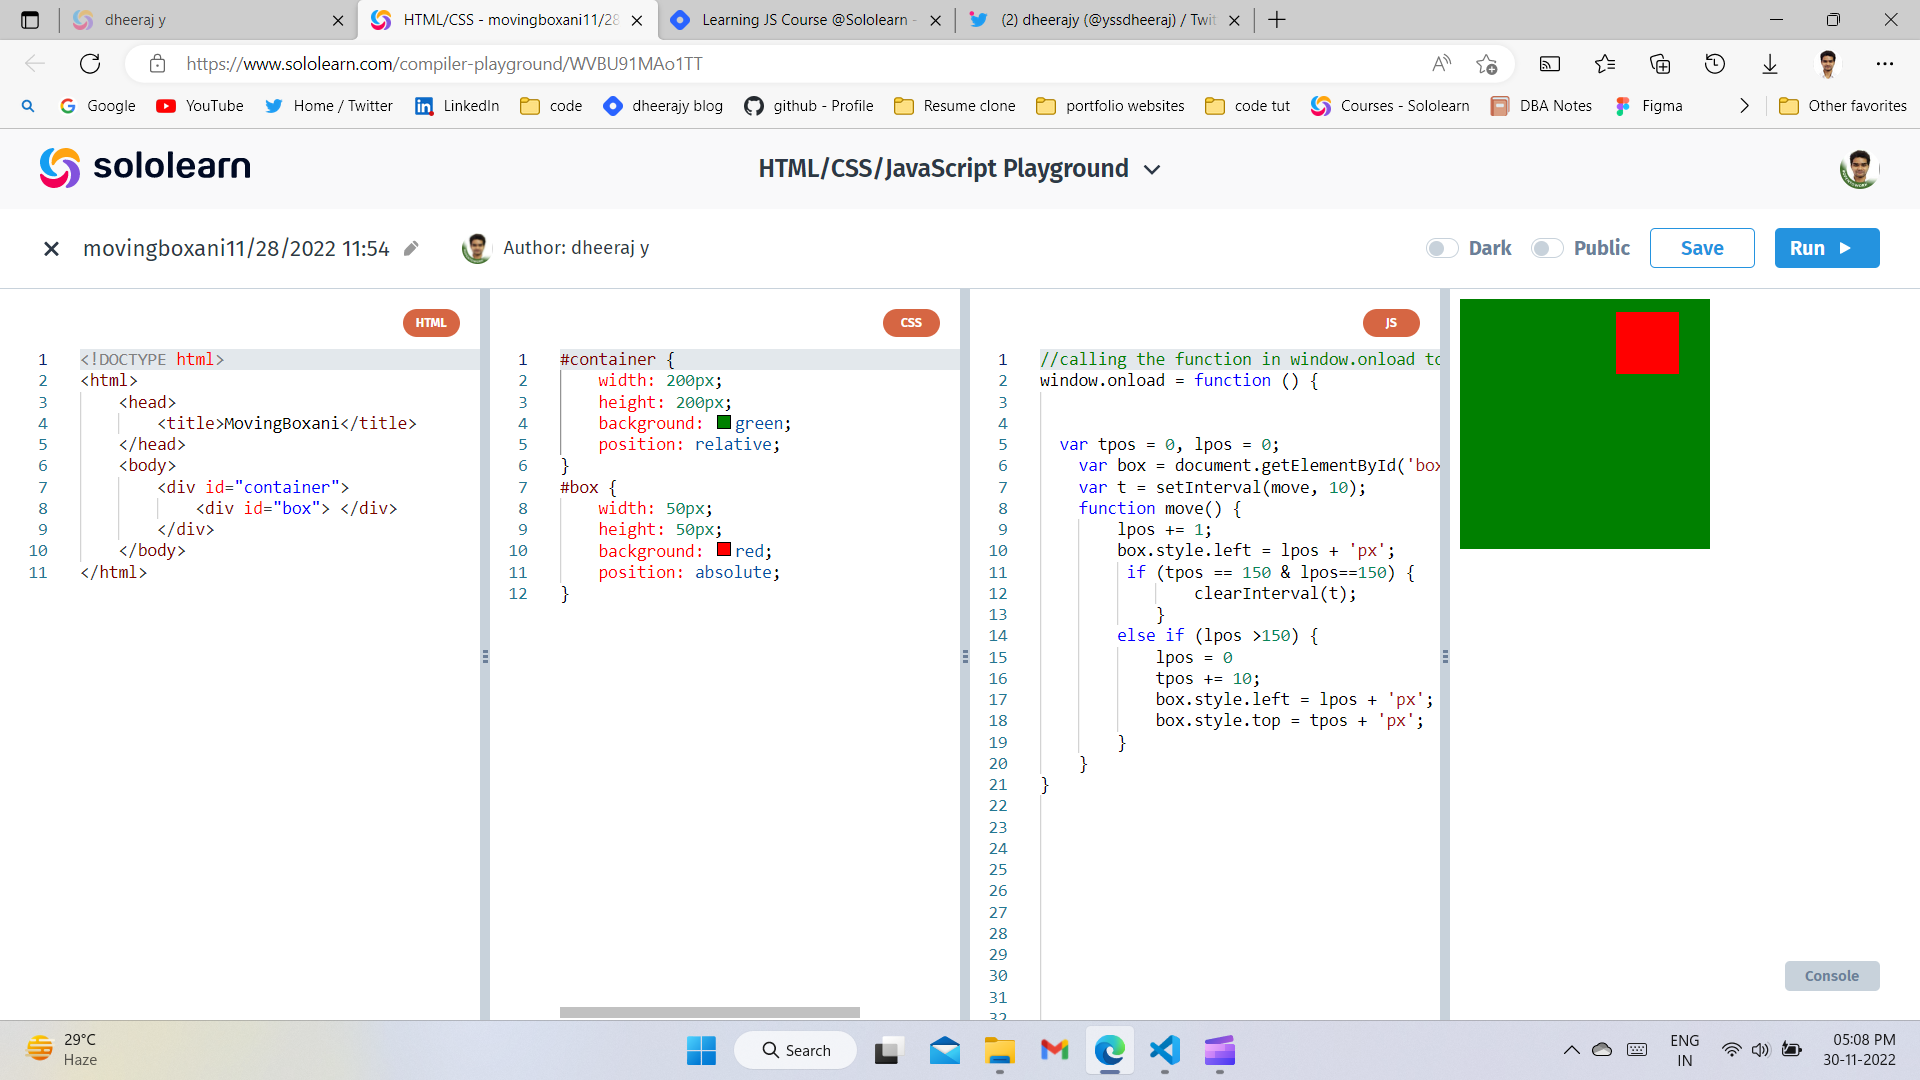 dheeraj y
HTML/CSS - movingboxani11/28
Learning JS Course @Sololearn -
(2) dheerajy (@yssdheeraj) / Twit
https://www.sololearn.com/compiler-playground/WVBU91MAo1TT
Google YouTube Home / Twitter LinkedIn code dheerajy blog github - Profile Resume clone portfolio websites code tut Courses - Sololearn DBA Notes Figma Other favorites
sololearn
HTML/CSS/JavaScript Playground
movingboxani11/28/2022 11:54
Author: dheeraj y
Dark Public Save Run
HTML
1 <!DOCTYPE html>
2 <html>
3 <head>
4 <title>MovingBoxani</title>
5 </head>
6 <body>
7 <div id="container">
8 <div id="box"> </div>
9 </div>
10 </body>
11 </html>
CSS
1 #container {
2 width: 200px;
3 height: 200px;
4 background: green;
5 position: relative;
6 }
7 #box {
8 width: 50px;
9 height: 50px;
10 background: red;
11 position: absolute;
12 }
JS
1 //calling the function in window.onload to
2 window.onload = function () {
3
4
5 var tpos = 0, lpos = 0;
6 var box = document.getElementById('box
7 var t = setInterval(move, 10);
8 function move() {
9 lpos += 1;
10 box.style.left = lpos + 'px';
11 if (tpos == 150 & lpos==150) {
12 clearInterval(t);
13 }
14 else if (lpos >150) {
15 lpos = 0
16 tpos += 10;
17 box.style.left = lpos + 'px';
18 box.style.top = tpos + 'px';
19 }
20 }
21 }
22
23
24
25
26
27
28
29
30
31
32
Console
29°C
Haze
Search
ENG
IN
05:08 PM
30-11-2022